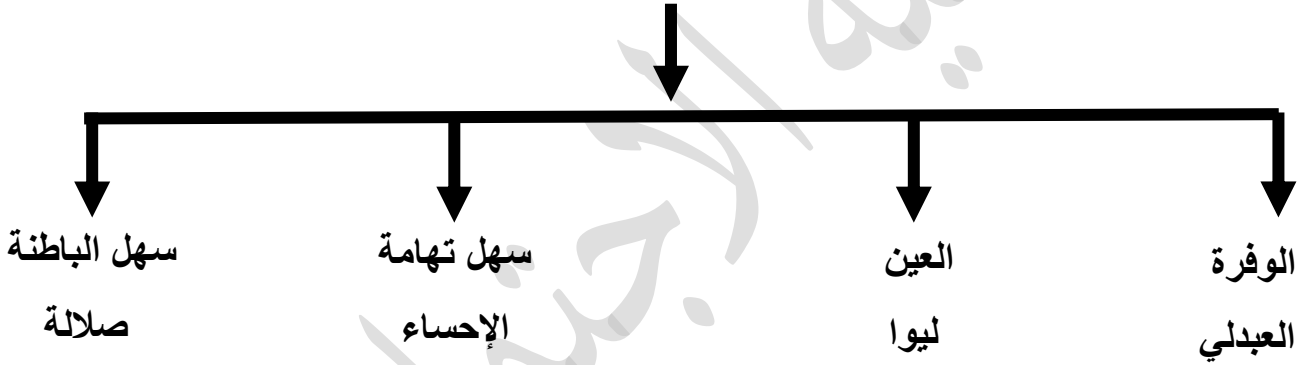 الوفرة
العبدلي
العين
ليوا
سهل تهامة
الإحساء
سهل الباطنة
صلالة